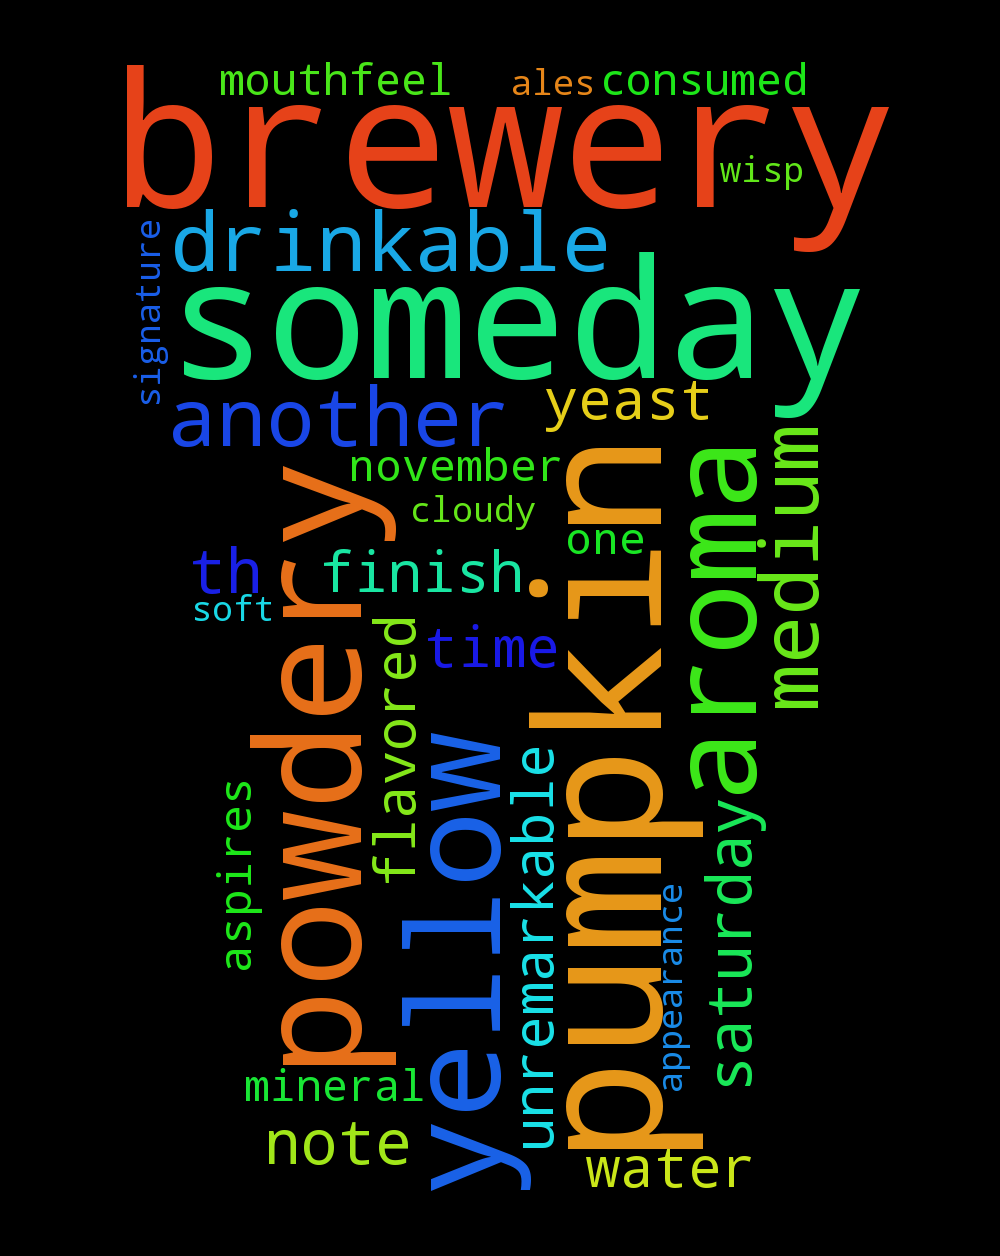 mouthfeel
ales
consumed
brewery
wisp
signature
drinkable
someday
another
yeast
november
medium
aroma
pumpkin
powdery
cloudy
one
th
finish
soft
flavored
time
yellow
unremarkable
aspires
saturday
appearance
mineral
note
water